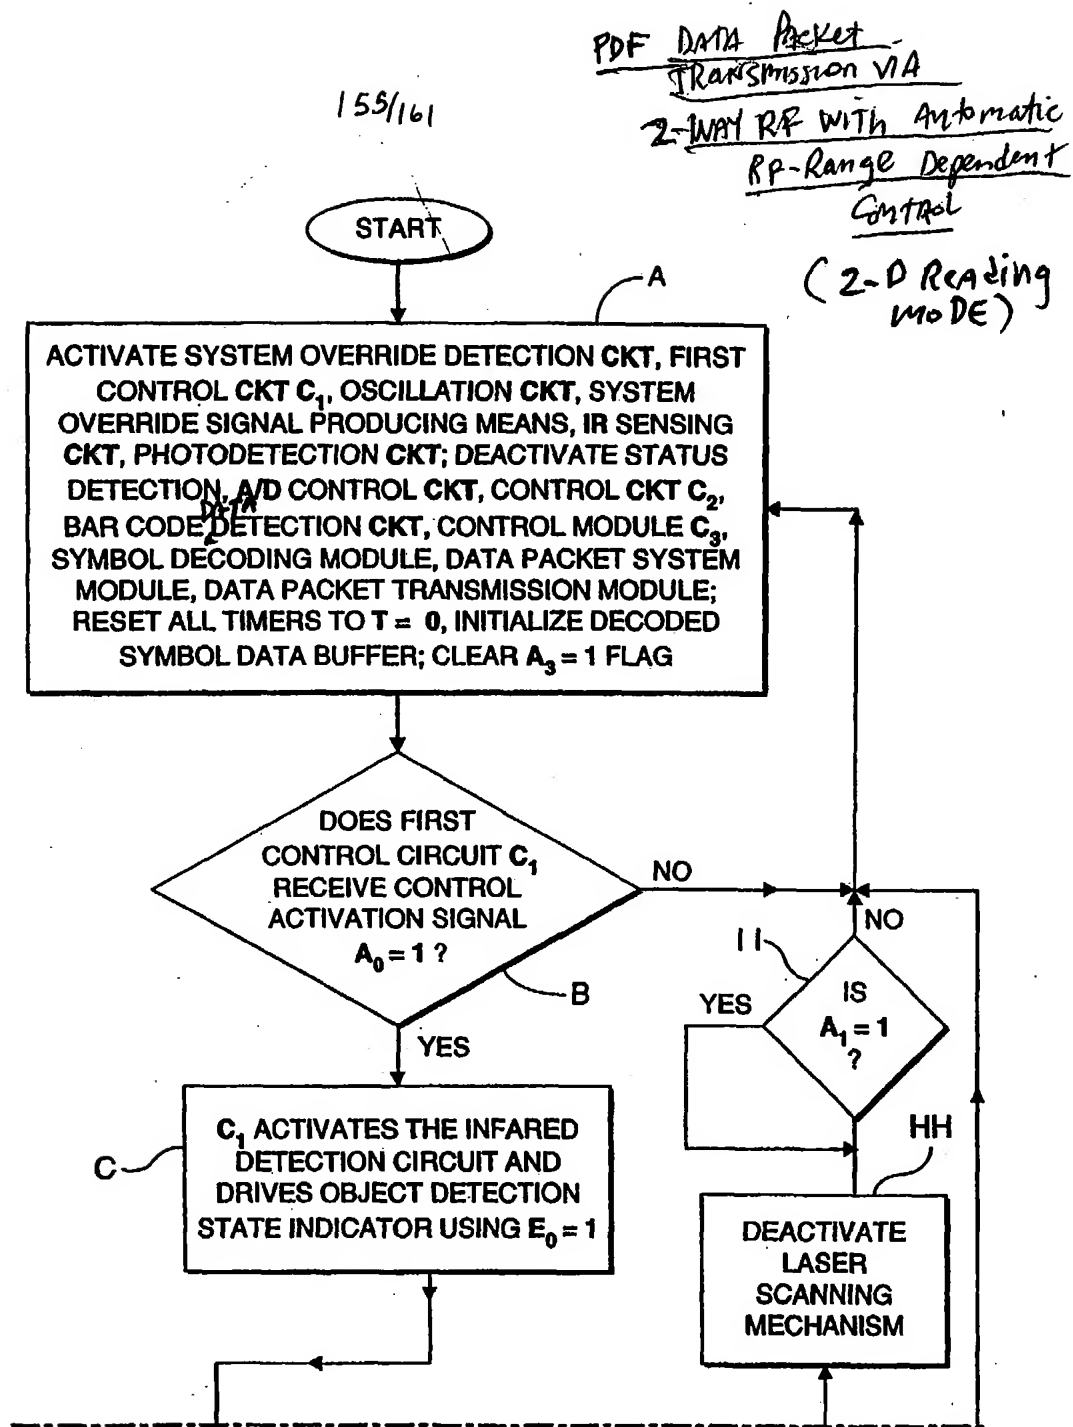 PDF DATA Packet
TRANSmission VIA
155/161
2-WAY RF WITH Automatic
RF-Range Dependent
CONTROL
(2-D Reading
MODE)
START
A
ACTIVATE SYSTEM OVERRIDE DETECTION CKT, FIRST
CONTROL CKT C₁, OSCILLATION CKT, SYSTEM
OVERRIDE SIGNAL PRODUCING MEANS, IR SENSING
CKT, PHOTODETECTION CKT; DEACTIVATE STATUS
DETECTION, A/D CONTROL CKT, CONTROL CKT C₂,
DATA
BAR CODE DETECTION CKT, CONTROL MODULE C₃,
SYMBOL DECODING MODULE, DATA PACKET SYSTEM
MODULE, DATA PACKET TRANSMISSION MODULE;
RESET ALL TIMERS TO T = 0, INITIALIZE DECODED
SYMBOL DATA BUFFER; CLEAR A₃ = 1 FLAG
DOES FIRST
CONTROL CIRCUIT C₁
RECEIVE CONTROL
ACTIVATION SIGNAL
A₀ = 1 ?
NO
B
YES
NO
II
YES
IS
A₁ = 1
?
C
C₁ ACTIVATES THE INFARED
DETECTION CIRCUIT AND
DRIVES OBJECT DETECTION
STATE INDICATOR USING E₀ = 1
HH
DEACTIVATE
LASER
SCANNING
MECHANISM